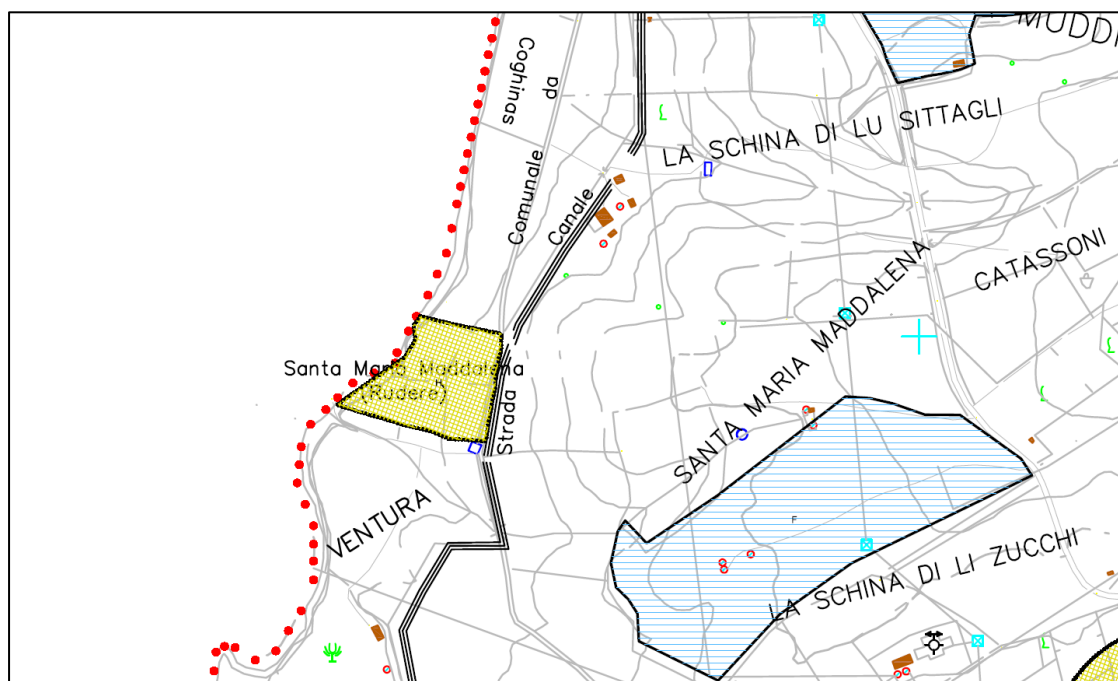 MUDDI
Coghinas
da
LA SCHINA DI LU SITTAGLI
Comunale
Canale
CATASSONI
SANTA MARIA MADDALENA
Santa Maria Maddalena
(Rudere)
H
Strada
VENTURA
F
LA SCHINA DI LI ZUCCHI